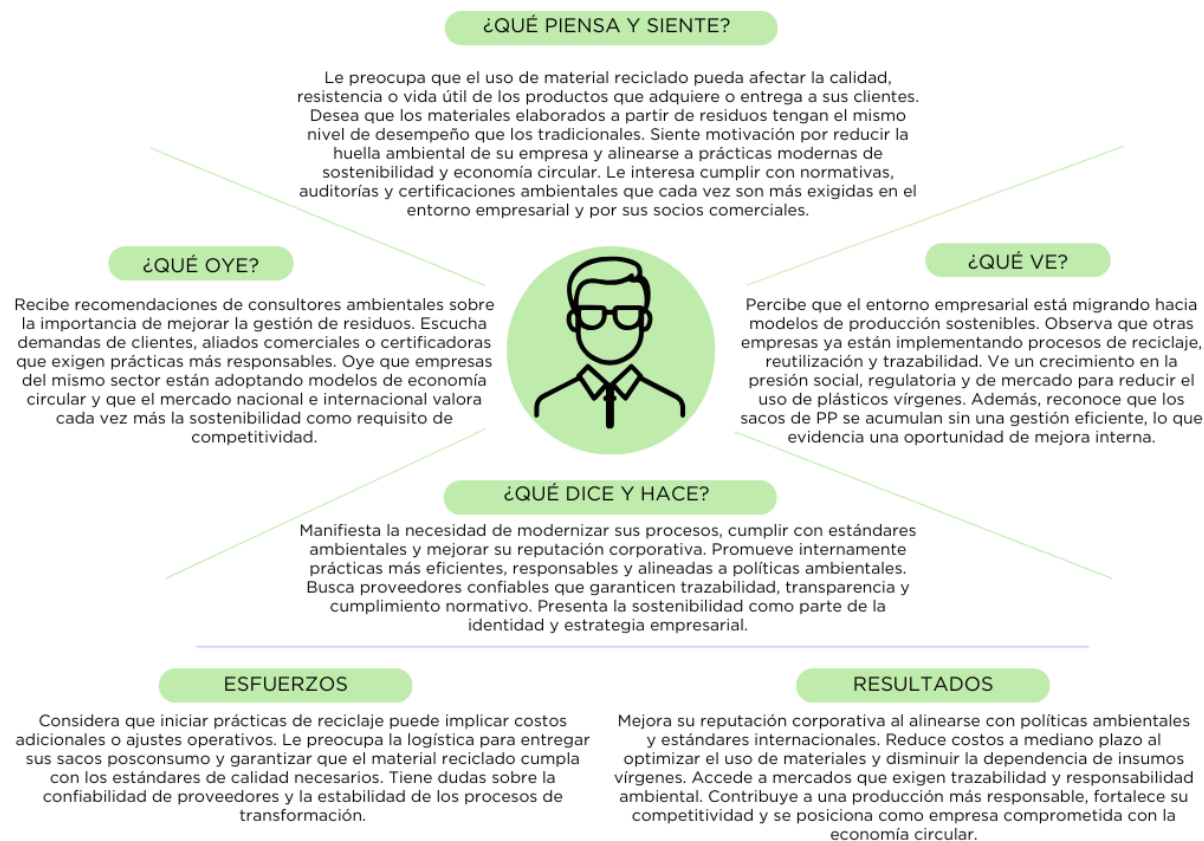 ¿QUÉ PIENSA Y SIENTE?
Le preocupa que el uso de material reciclado pueda afectar la calidad,
resistencia o vida útil de los productos que adquiere o entrega a sus clientes.
Desea que los materiales elaborados a partir de residuos tengan el mismo
nivel de desempeño que los tradicionales. Siente motivación por reducir la
huella ambiental de su empresa y alinearse a prácticas modernas de
sostenibilidad y economía circular. Le interesa cumplir con normativas,
auditorías y certificaciones ambientales que cada vez son más exigidas en el
entorno empresarial y por sus socios comerciales.
¿QUÉ OYE?
Recibe recomendaciones de consultores ambientales sobre
la importancia de mejorar la gestión de residuos. Escucha
demandas de clientes, aliados comerciales o certificadoras
que exigen prácticas más responsables. Oye que empresas
del mismo sector están adoptando modelos de economía
circular y que el mercado nacional e internacional valora
cada vez más la sostenibilidad como requisito de
competitividad.
¿QUÉ VE?
Percibe que el entorno empresarial está migrando hacia
modelos de producción sostenibles. Observa que otras
empresas ya están implementando procesos de reciclaje,
reutilización y trazabilidad. Ve un crecimiento en la
presión social, regulatoria y de mercado para reducir el
uso de plásticos vírgenes. Además, reconoce que los
sacos de PP se acumulan sin una gestión eficiente, lo que
evidencia una oportunidad de mejora interna.
¿QUÉ DICE Y HACE?
Manifiesta la necesidad de modernizar sus procesos, cumplir con estándares
ambientales y mejorar su reputación corporativa. Promueve internamente
prácticas más eficientes, responsables y alineadas a políticas ambientales.
Busca proveedores confiables que garanticen trazabilidad, transparencia y
cumplimiento normativo. Presenta la sostenibilidad como parte de la
identidad y estrategia empresarial.
ESFUERZOS
Considera que iniciar prácticas de reciclaje puede implicar costos
adicionales o ajustes operativos. Le preocupa la logística para entregar
sus sacos posconsumo y garantizar que el material reciclado cumpla
con los estándares de calidad necesarios. Tiene dudas sobre la
confiabilidad de proveedores y la estabilidad de los procesos de
transformación.
RESULTADOS
Mejora su reputación corporativa al alinearse con políticas ambientales
y estándares internacionales. Reduce costos a mediano plazo al
optimizar el uso de materiales y disminuir la dependencia de insumos
vírgenes. Accede a mercados que exigen trazabilidad y responsabilidad
ambiental. Contribuye a una producción más responsable, fortalece su
competitividad y se posiciona como empresa comprometida con la
economía circular.